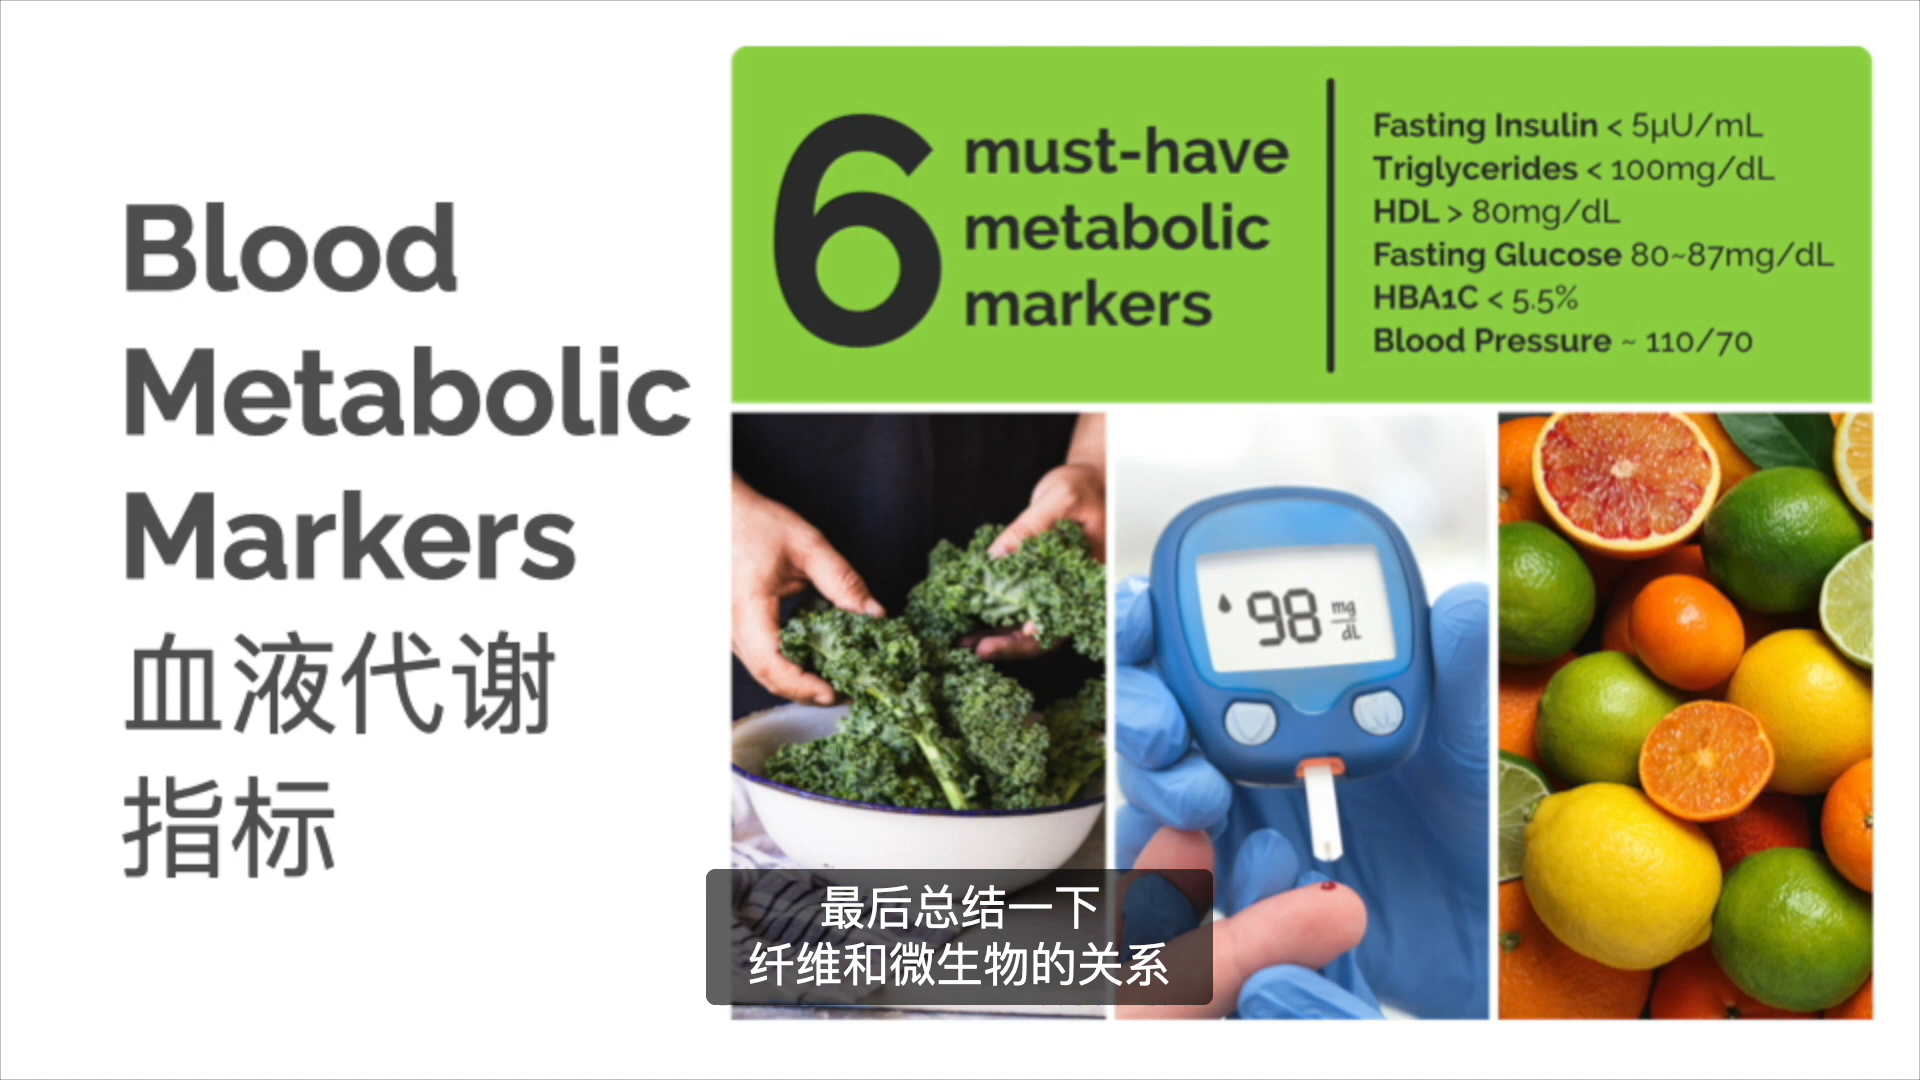 Blood
Metabolic
Markers
血液代谢
指标
6
must-have
metabolic
markers
Fasting Insulin < 5µU/mL
Triglycerides < 100mg/dL
HDL > 80mg/dL
Fasting Glucose 80~87mg/dL
HBA1C < 5.5%
Blood Pressure ~ 110/70
98 mg/dL
最后总结一下
纤维和微生物的关系